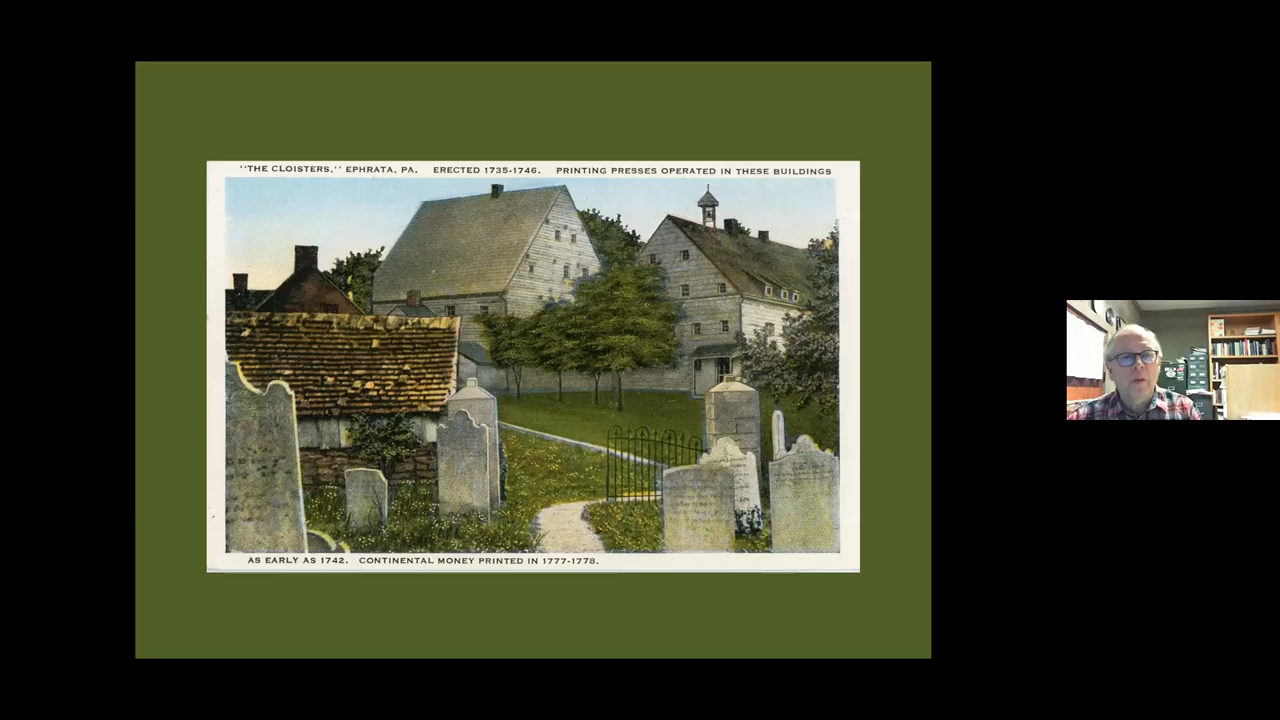 "THE CLOISTERS," EPHRATA, PA. ERECTED 1735-1746. PRINTING PRESSES OPERATED IN THESE BUILDINGS
AS EARLY AS 1742. CONTINENTAL MONEY PRINTED IN 1777-1778.